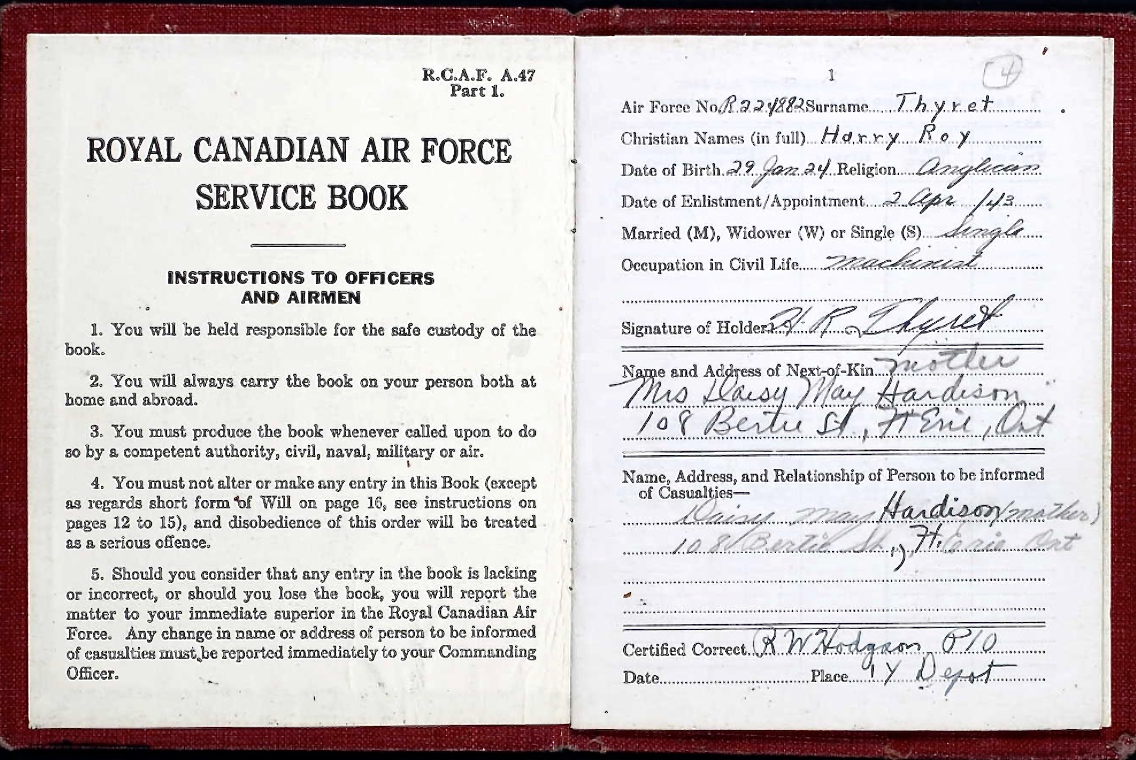 R.C.A.F. A.47
Part 1.
ROYAL CANADIAN AIR FORCE
SERVICE BOOK
INSTRUCTIONS TO OFFICERS
AND AIRMEN
1. You will be held responsible for the safe custody of the
book.
2. You will always carry the book on your person both at
home and abroad.
3. You must produce the book whenever called upon to do
so by a competent authority, civil, naval, military or air.
4. You must not alter or make any entry in this Book (except
as regards short form of Will on page 16, see instructions on
pages 12 to 15), and disobedience of this order will be treated
as a serious offence.
5. Should you consider that any entry in the book is lacking
or incorrect, or should you lose the book, you will report the
matter to your immediate superior in the Royal Canadian Air
Force. Any change in name or address of person to be informed
of casualties must be reported immediately to your Commanding
Officer.
4
1
Air Force No. R224882 Surname Thyret
Christian Names (in full) Harry Roy
Date of Birth 29 Jan 24 Religion Anglican
Date of Enlistment/Appointment 2 Apr /43
Married (M), Widower (W) or Single (S) Single
Occupation in Civil Life machinist
Signature of Holder H R Thyret
Name and Address of Next-of-Kin mother
Mrs Daisy May Hardison
108 Bertie St, Ft Erie, Ont
Name, Address, and Relationship of Person to be informed
of Casualties—
Daisy May Hardison (mother)
108 Bertie St., Ft. Erie Ont
Certified Correct R W Hodgson P/O
Date Place 1 Y Depot